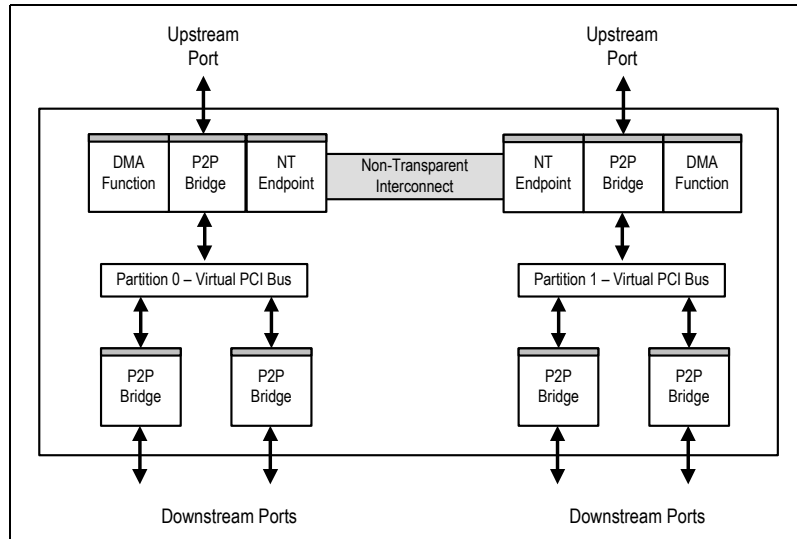 Upstream
Port
Upstream
Port
DMA
Function
P2P
Bridge
NT
Endpoint
Non-Transparent
Interconnect
NT
Endpoint
P2P
Bridge
DMA
Function
Partition 0 – Virtual PCI Bus
Partition 1 – Virtual PCI Bus
P2P
Bridge
P2P
Bridge
P2P
Bridge
P2P
Bridge
Downstream Ports
Downstream Ports